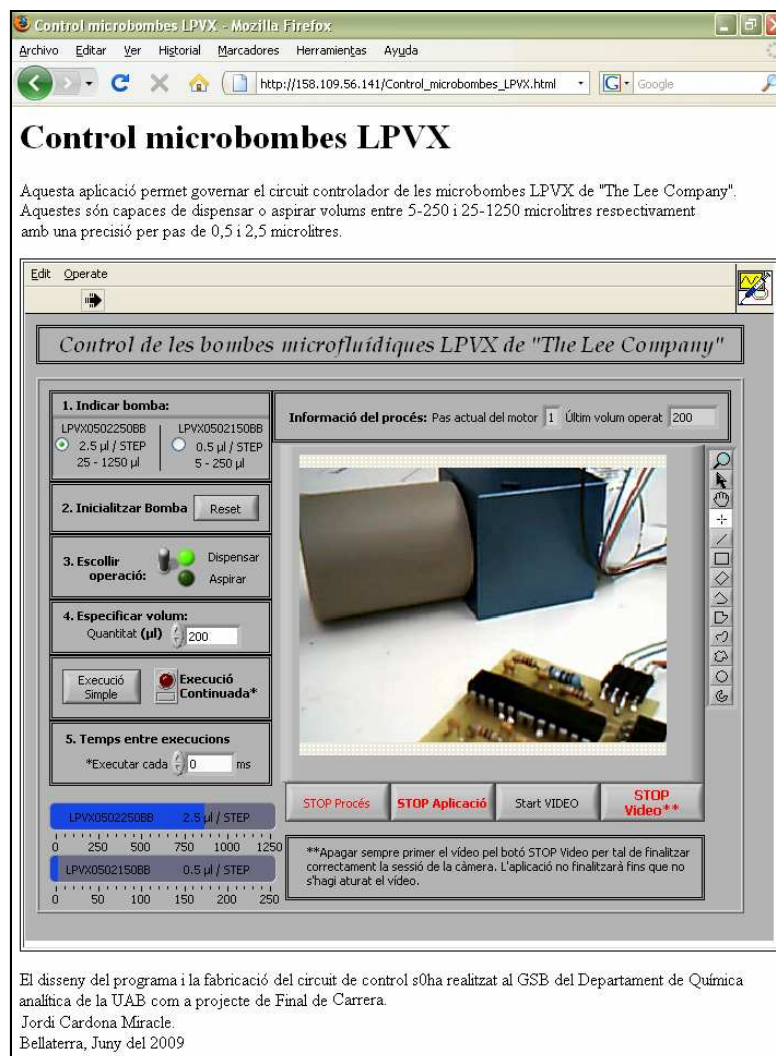 Control microbombes LPVX - Mozilla Firefox
Archivo Editar Ver Historial Marcadores Herramientas Ayuda
http://158.109.56.141/Control_microbombes_LPVX.html
G Google
Control microbombes LPVX
Aquesta aplicació permet governar el circuit controlador de les microbombes LPVX de "The Lee Company".
Aquestes són capaces de dispensar o aspirar volums entre 5-250 i 25-1250 microlitres respectivament
amb una precisió per pas de 0,5 i 2,5 microlitres.
Edit Operate
Control de les bombes microfluídiques LPVX de "The Lee Company"
1. Indicar bomba:
LPVX0502250BB LPVX0502150BB
2.5 µl / STEP 0.5 µl / STEP
25 - 1250 µl 5 - 250 µl
Informació del procés: Pas actual del motor 1 Últim volum operat 200
2. Inicialitzar Bomba Reset
3. Escollir
operació:
Dispensar
Aspirar
4. Especificar volum:
Quantitat (µl) 200
Execució
Simple
Execució
Continuada*
5. Temps entre execucions
*Executar cada 0 ms
STOP Procés STOP Aplicació Start VIDEO STOP
Video**
LPVX0502250BB 2.5 µl / STEP
0 250 500 750 1000 1250
LPVX0502150BB 0.5 µl / STEP
0 50 100 150 200 250
**Apagar sempre primer el vídeo pel botó STOP Video per tal de finalitzar
correctament la sessió de la càmera. L'aplicació no finalitzarà fins que no
s'hagi aturat el vídeo.
El disseny del programa i la fabricació del circuit de control s0ha realitzat al GSB del Departament de Química
analítica de la UAB com a projecte de Final de Carrera.
Jordi Cardona Miracle.
Bellaterra, Juny del 2009